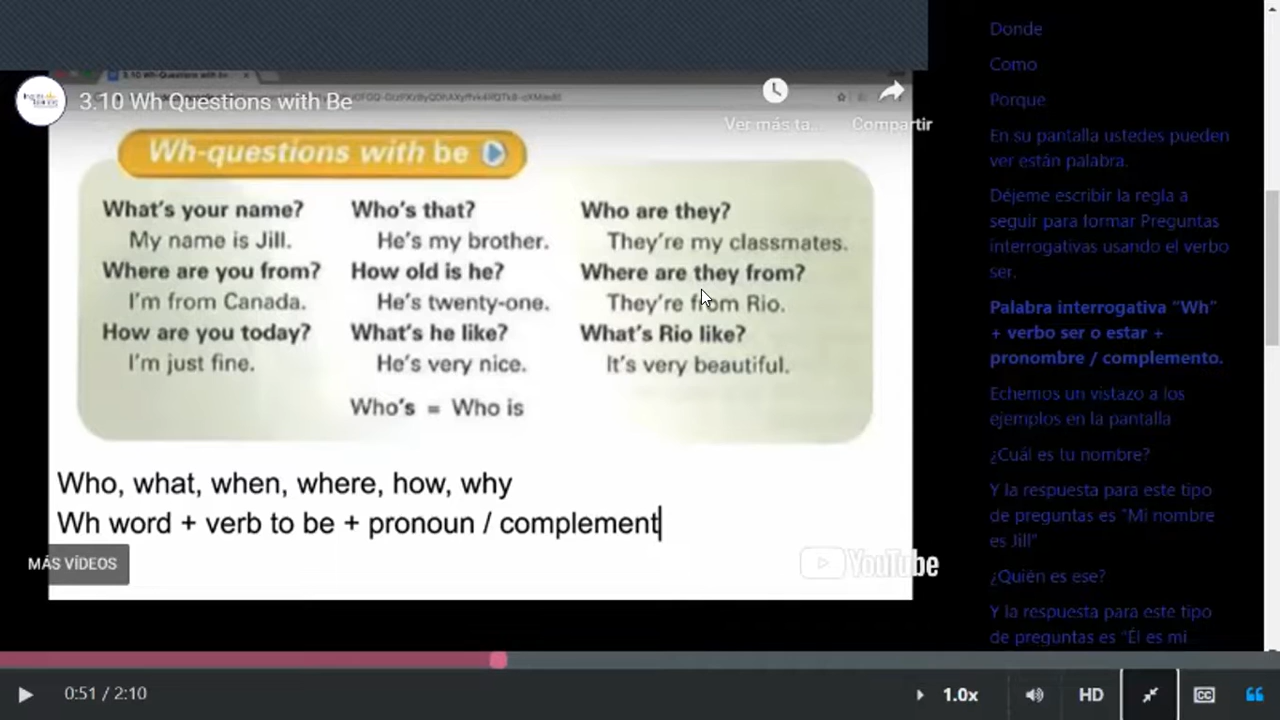 3.10 Wh-Questions with Be
3.10 Wh Questions with Be
Ver más ta...
Compartir
Wh-questions with be
What's your name?
My name is Jill.
Where are you from?
I'm from Canada.
How are you today?
I'm just fine.
Who's that?
He's my brother.
How old is he?
He's twenty-one.
What's he like?
He's very nice.
Who's = Who is
Who are they?
They're my classmates.
Where are they from?
They're from Rio.
What's Rio like?
It's very beautiful.
Who, what, when, where, how, why
Wh word + verb to be + pronoun / complement
MÁS VÍDEOS
YouTube
Donde
Como
Porque
En su pantalla ustedes pueden
ver están palabra.
Déjeme escribir la regla a
seguir para formar Preguntas
interrogativas usando el verbo
ser.
Palabra interrogativa “Wh”
+ verbo ser o estar +
pronombre / complemento.
Echemos un vistazo a los
ejemplos en la pantalla
¿Cuál es tu nombre?
Y la respuesta para este tipo
de preguntas es “Mi nombre
es Jill”
¿Quién es ese?
Y la respuesta para este tipo
de preguntas es “Él es mi
0:51 / 2:10
1.0x
HD
CC